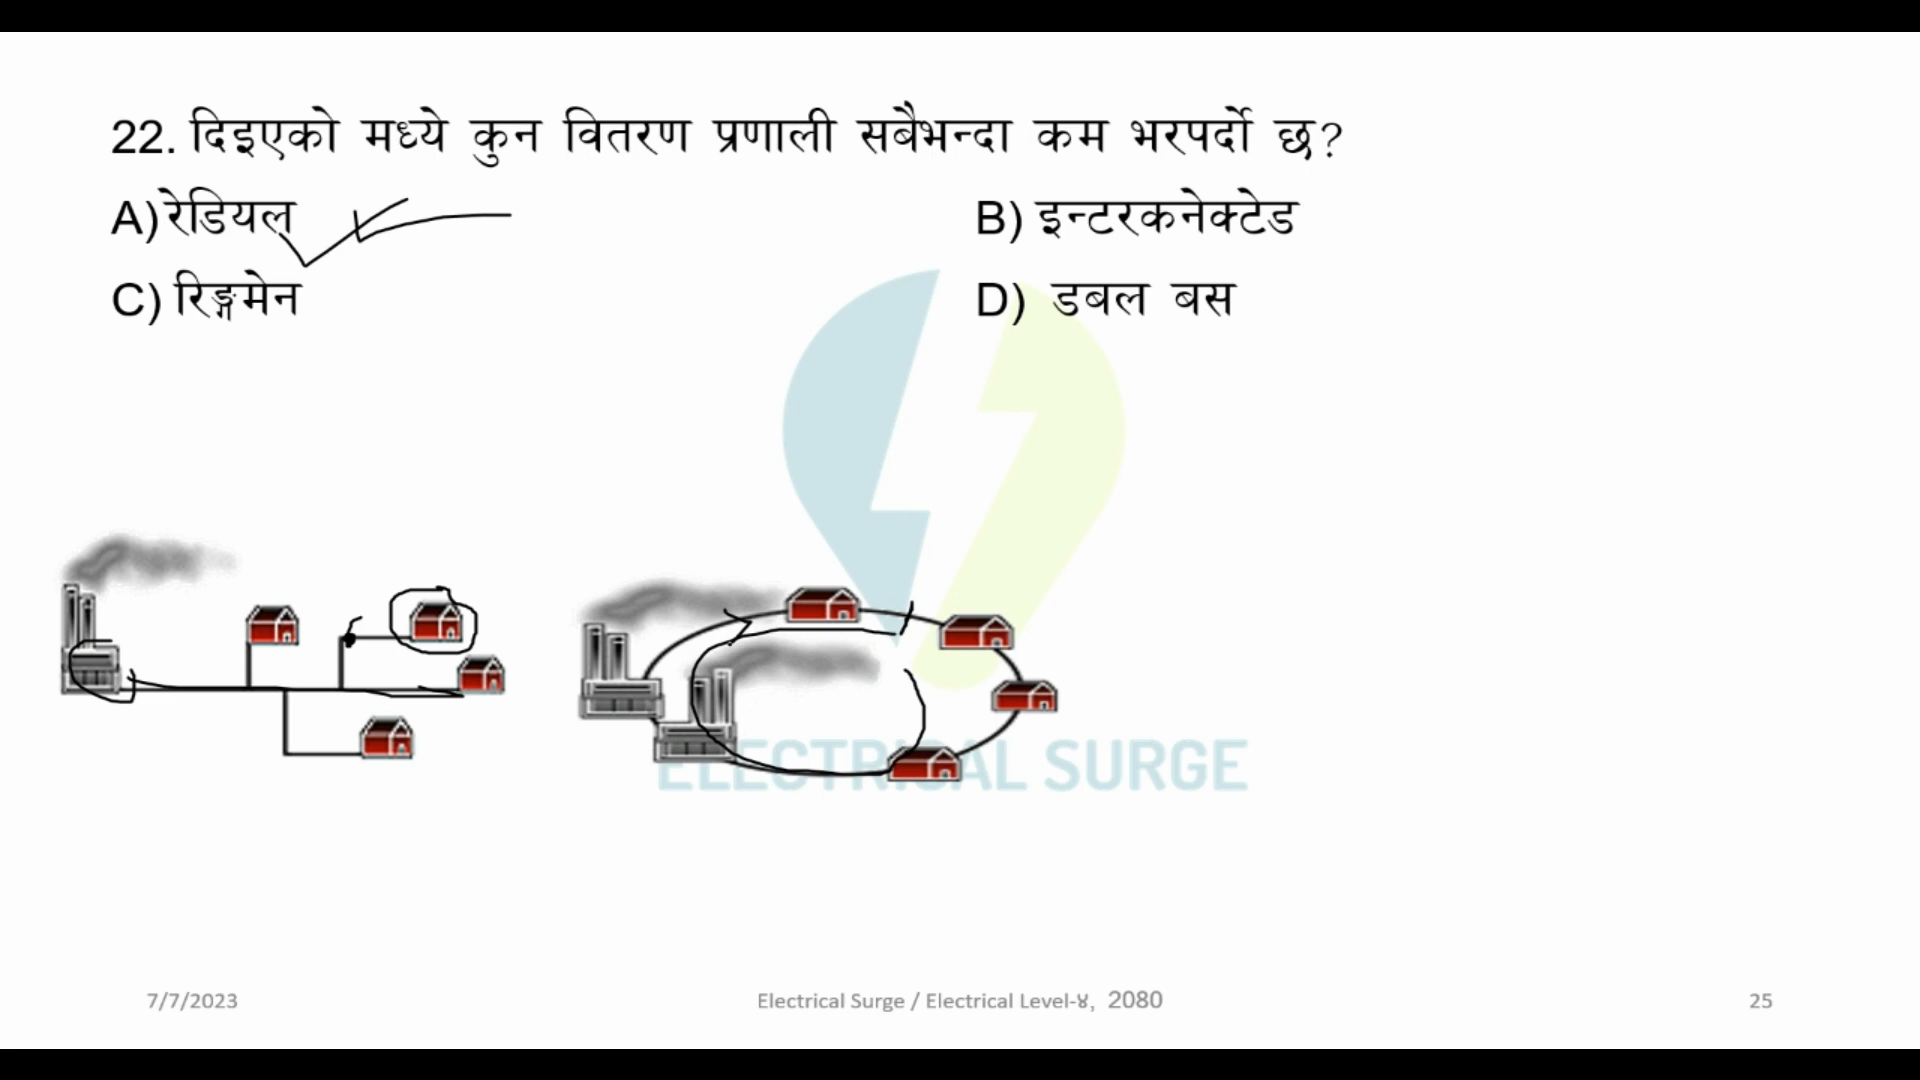 22. दिइएको मध्ये कुन वितरण प्रणाली सबैभन्दा कम भरपर्दो छ?
A) रेडियल
B) इन्टरकनेक्टेड
C) रिङ्गमेन
D) डबल बस
ELECTRICAL SURGE
7/7/2023
Electrical Surge / Electrical Level-४, 2080
25